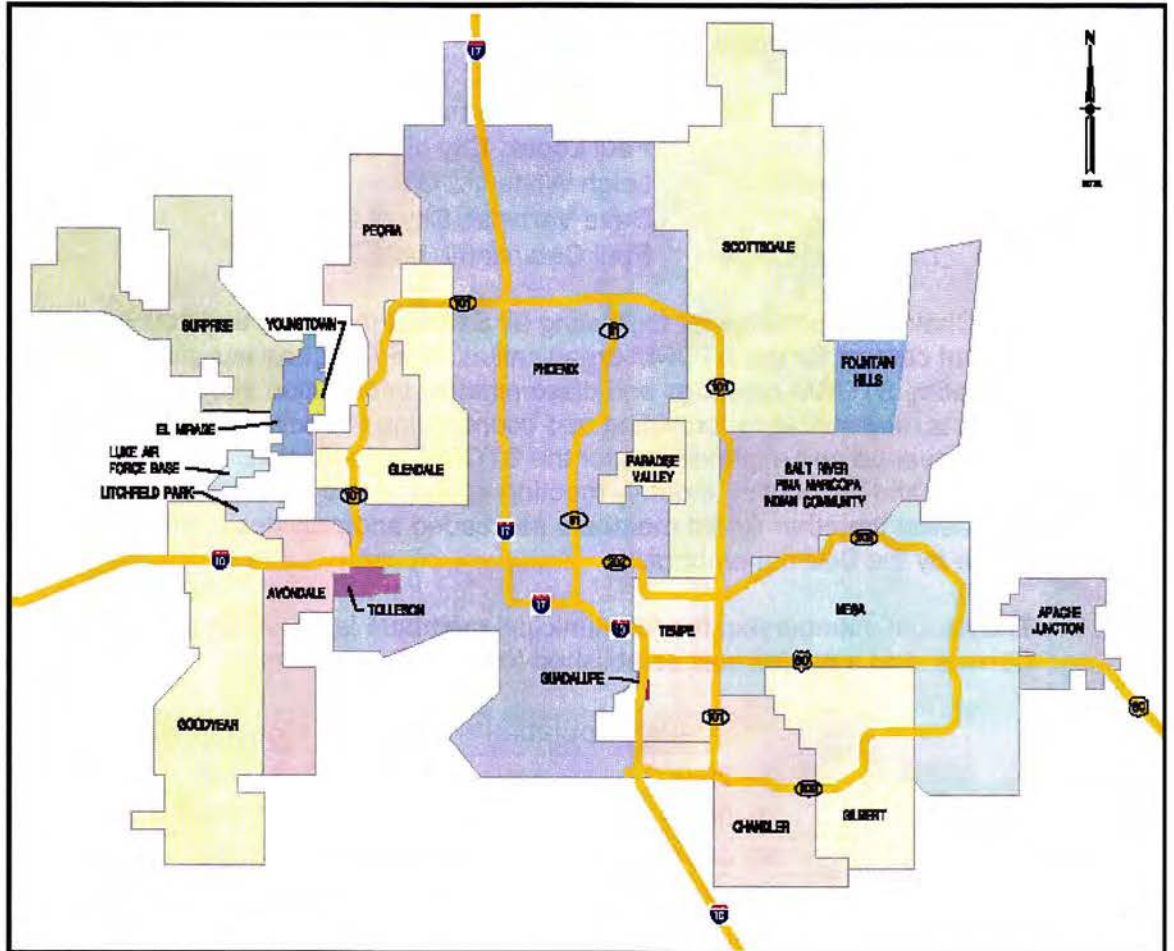 N
17
PEORIA
SCOTTSDALE
SURPRISE
YOUNGTOWN
101
51
PHOENIX
101
FOUNTAIN
HILLS
EL MIRAGE
LUKE AIR
FORCE BASE
LITCHFIELD PARK
GLENDALE
PARADISE
VALLEY
SALT RIVER
PIMA MARICOPA
INDIAN COMMUNITY
101
17
51
202
202
10
AVONDALE
TOLLESON
17
10
TEMPE
MESA
APACHE
JUNCTION
GUADALUPE
60
60
GOODYEAR
101
202
CHANDLER
GILBERT
10